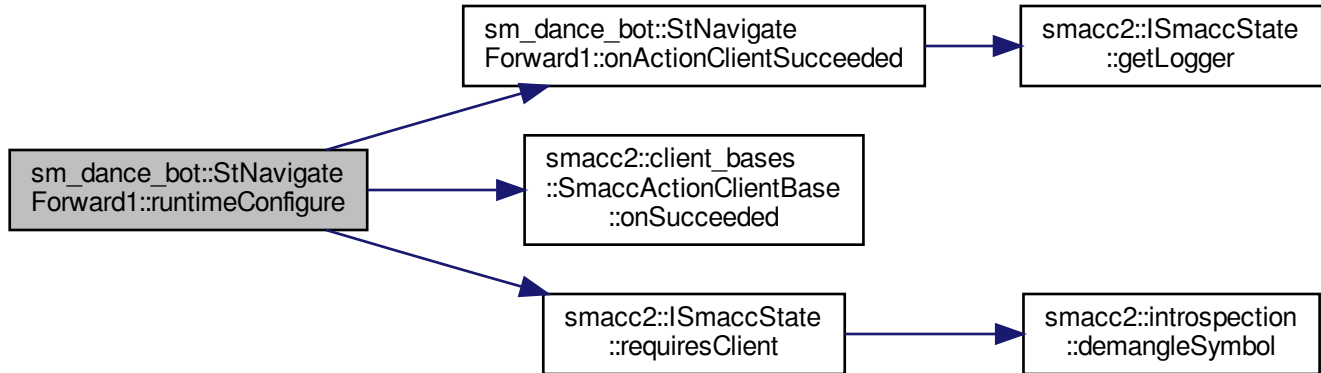 sm_dance_bot::StNavigate
Forward1::runtimeConfigure
sm_dance_bot::StNavigate
Forward1::onActionClientSucceeded
smacc2::ISmaccState
::getLogger
smacc2::client_bases
::SmaccActionClientBase
::onSucceeded
smacc2::ISmaccState
::requiresClient
smacc2::introspection
::demangleSymbol